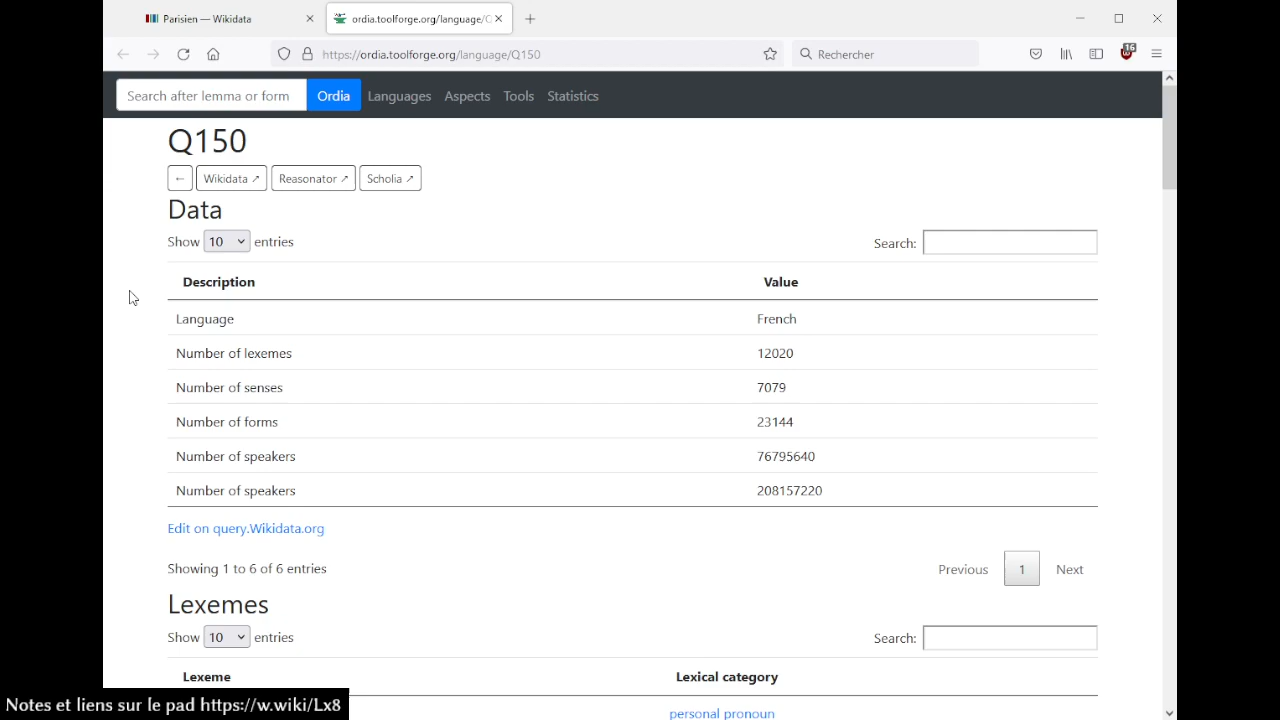 Parisien — Wikidata
ordia.toolforge.org/language/Q
https://ordia.toolforge.org/language/Q150
Rechercher
16
Search after lemma or form
Ordia
Languages
Aspects
Tools
Statistics
Q150
← Wikidata ↗ Reasonator ↗ Scholia ↗
Data
Show 10 entries
Search:
Description Value
Language French
Number of lexemes 12020
Number of senses 7079
Number of forms 23144
Number of speakers 76795640
Number of speakers 208157220
Edit on query.Wikidata.org
Showing 1 to 6 of 6 entries
Previous 1 Next
Lexemes
Show 10 entries
Search:
Lexeme Lexical category
personal pronoun
Notes et liens sur le pad https://w.wiki/Lx8